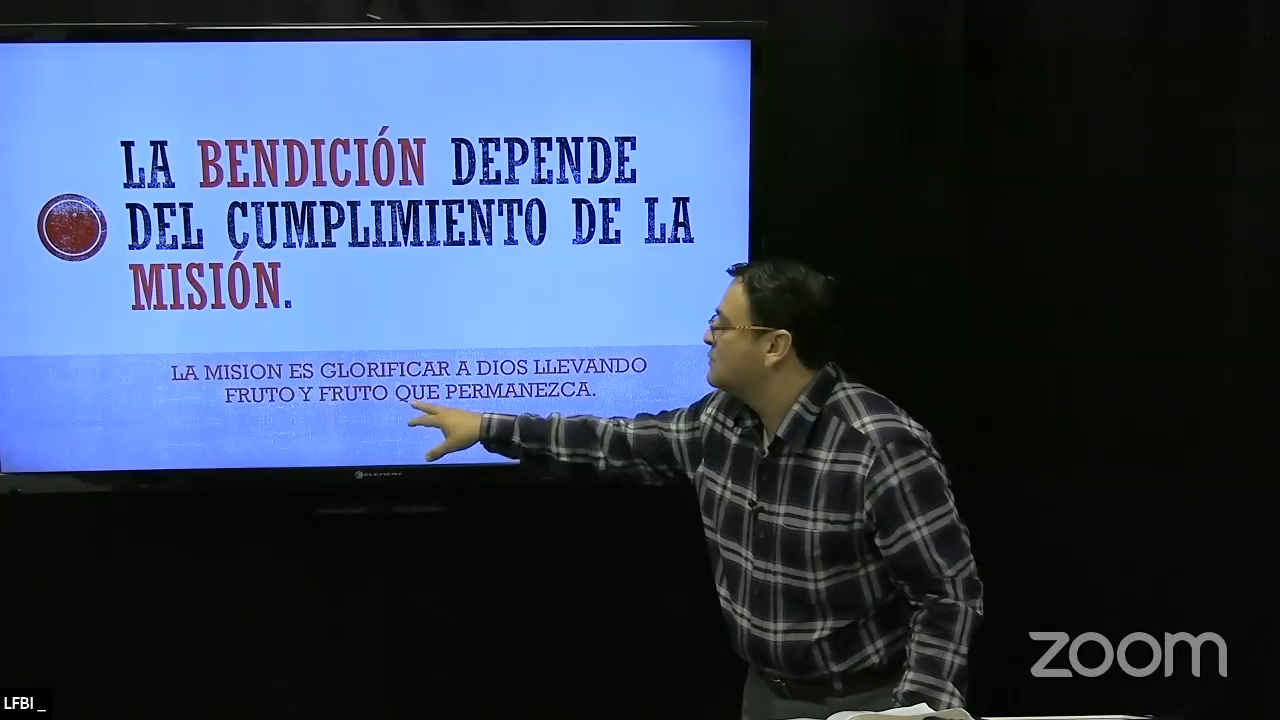 LA BENDICIÓN DEPENDE
DEL CUMPLIMIENTO DE LA
MISIÓN.
LA MISION ES GLORIFICAR A DIOS LLEVANDO
FRUTO Y FRUTO QUE PERMANEZCA.
ELEMENT
zoom
LFBI _